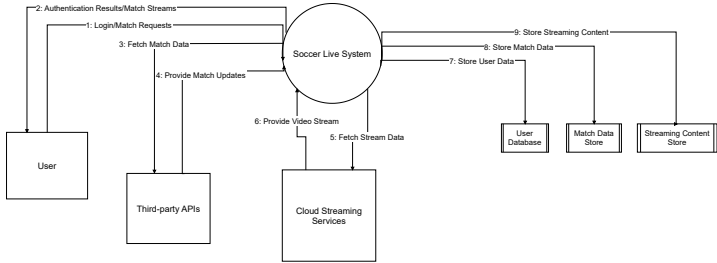 2: Authentication Results/Match Streams
1: Login/Match Requests
9: Store Streaming Content
3: Fetch Match Data
Soccer Live System
8: Store Match Data
7: Store User Data
4: Provide Match Updates
6: Provide Video Stream
5: Fetch Stream Data
User
Database
Match Data
Store
Streaming Content
Store
User
Third-party APIs
Cloud Streaming
Services